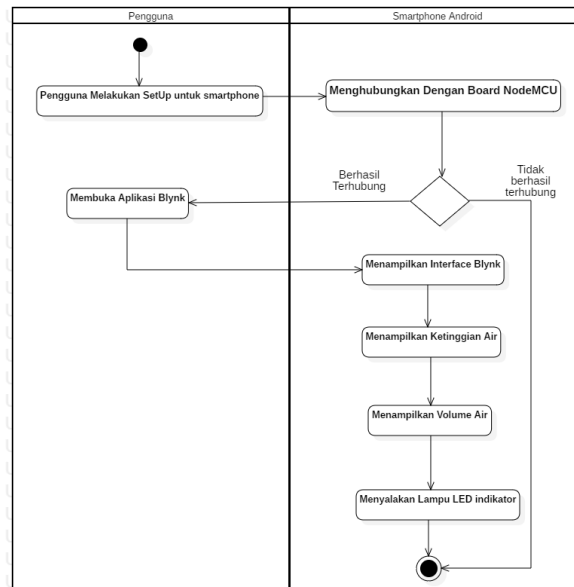 Pengguna
Smartphone Android
Pengguna Melakukan SetUp untuk smartphone
Menghubungkan Dengan Board NodeMCU
Berhasil
Terhubung
Tidak
berhasil
terhubung
Membuka Aplikasi Blynk
Menampilkan Interface Blynk
Menampilkan Ketinggian Air
Menampilkan Volume Air
Menyalakan Lampu LED indikator